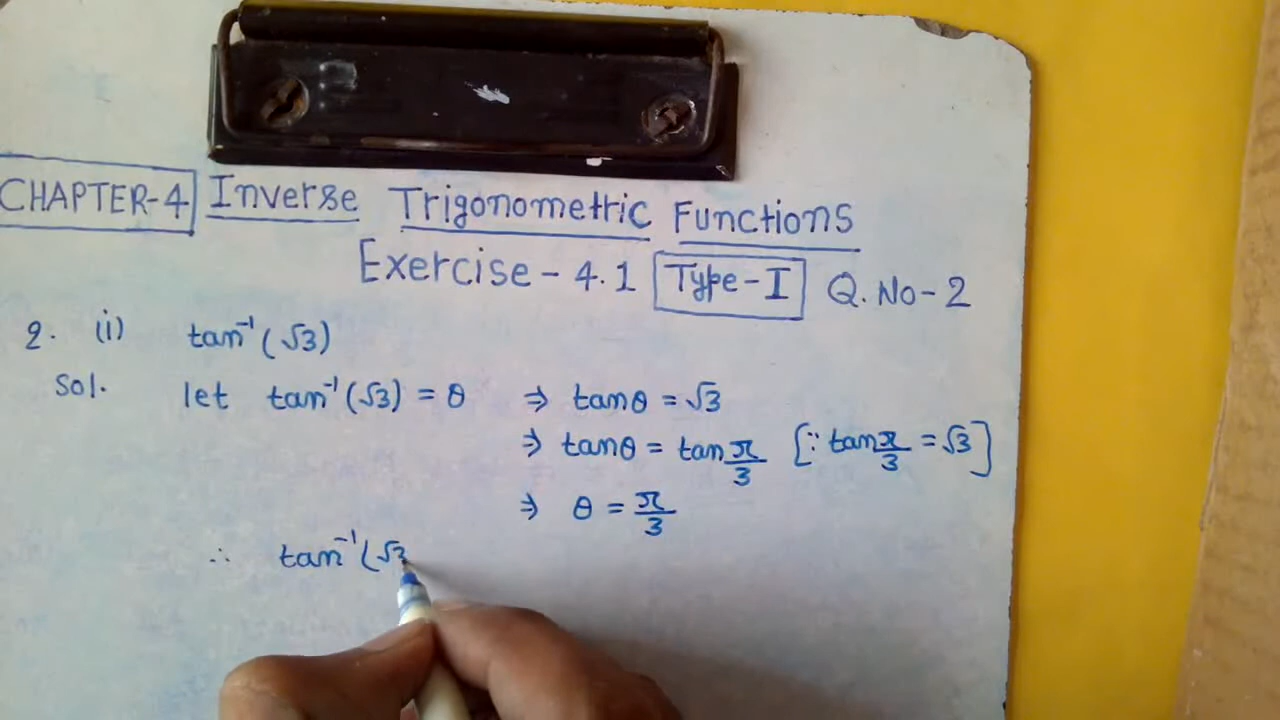 CHAPTER-4 Inverse Trigonometric Functions
Exercise - 4.1 Type-I Q. No-2
2. (i) tan⁻¹(√3)
Sol. let tan⁻¹(√3) = θ ⇒ tanθ = √3
⇒ tanθ = tan π/3 [∵ tan π/3 = √3]
⇒ θ = π/3
∴ tan⁻¹(√3